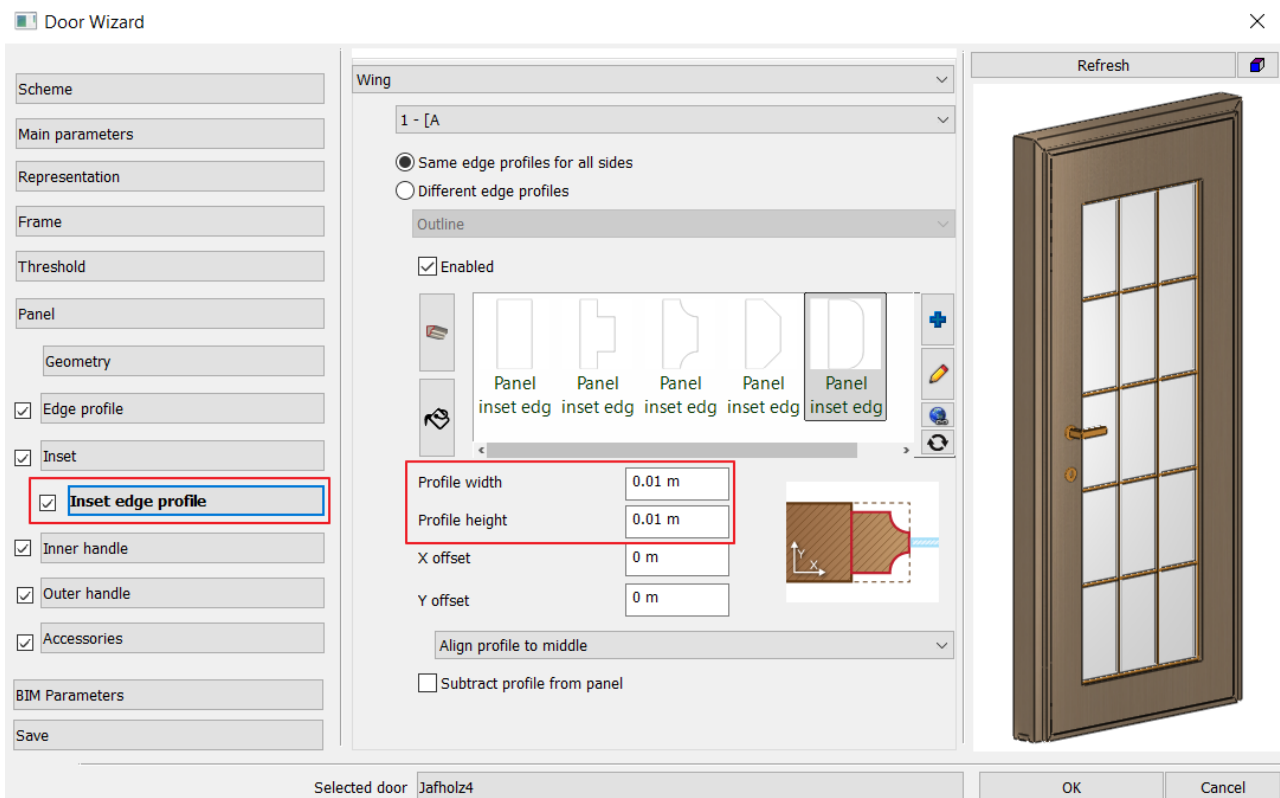 Door Wizard
Scheme
Main parameters
Representation
Frame
Threshold
Panel
Geometry
Edge profile
Inset
Inset edge profile
Inner handle
Outer handle
Accessories
BIM Parameters
Save
Wing
1 - [A
Same edge profiles for all sides
Different edge profiles
Outline
Enabled
Panel Panel Panel Panel Panel
inset edg inset edg inset edg inset edg inset edg
Profile width 0.01 m
Profile height 0.01 m
X offset 0 m
Y offset 0 m
Y
X
Align profile to middle
Subtract profile from panel
Refresh
Selected door Jafholz4
OK Cancel